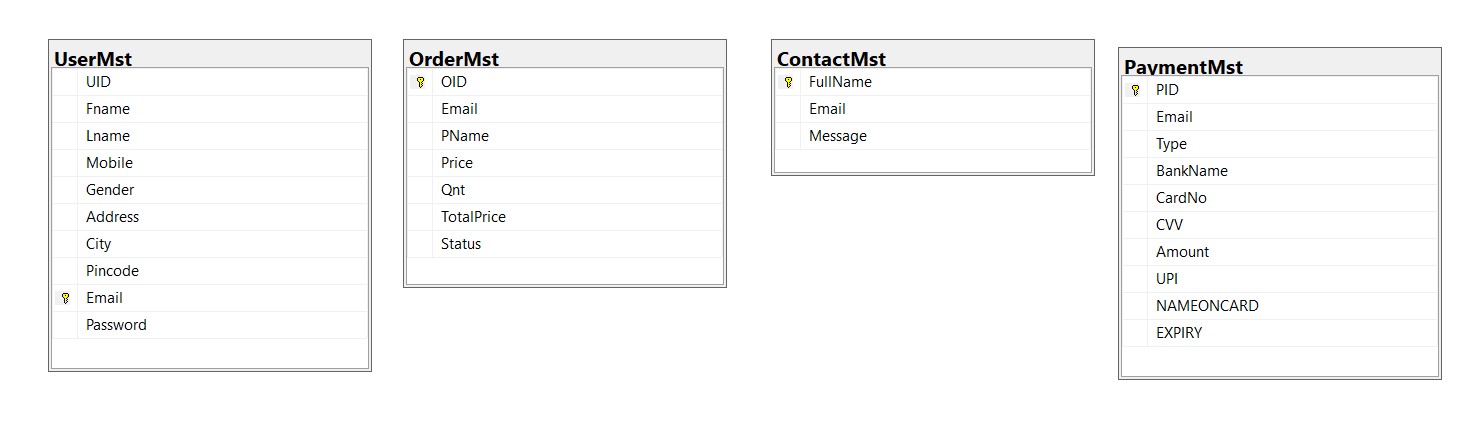 UserMst
UID
Fname
Lname
Mobile
Gender
Address
City
Pincode
Email
Password
OrderMst
OID
Email
PName
Price
Qnt
TotalPrice
Status
ContactMst
FullName
Email
Message
PaymentMst
PID
Email
Type
BankName
CardNo
CVV
Amount
UPI
NAMEONCARD
EXPIRY